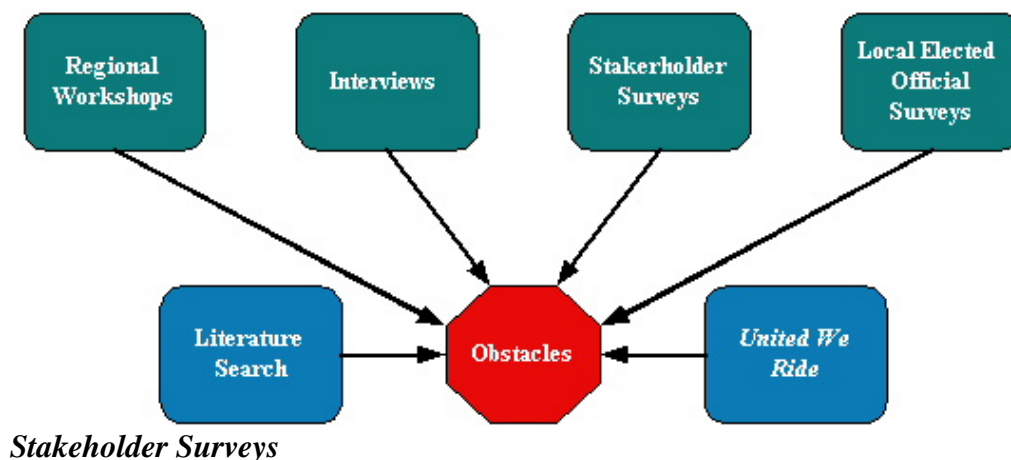 Regional
Workshops
Interviews
Stakerholder
Surveys
Local Elected
Official
Surveys
Literature
Search
Obstacles
United We
Ride
Stakeholder Surveys